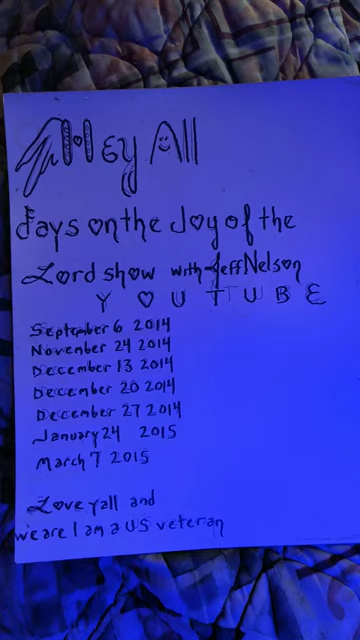 Hey All
days on the Joy of the
Lord show with Jeff Nelson
Y O U T U B E
September 6 2014
November 24 2014
December 13 2014
December 20 2014
December 27 2014
January 24 2015
March 7 2015
Love yall and
we are I am a US veteran